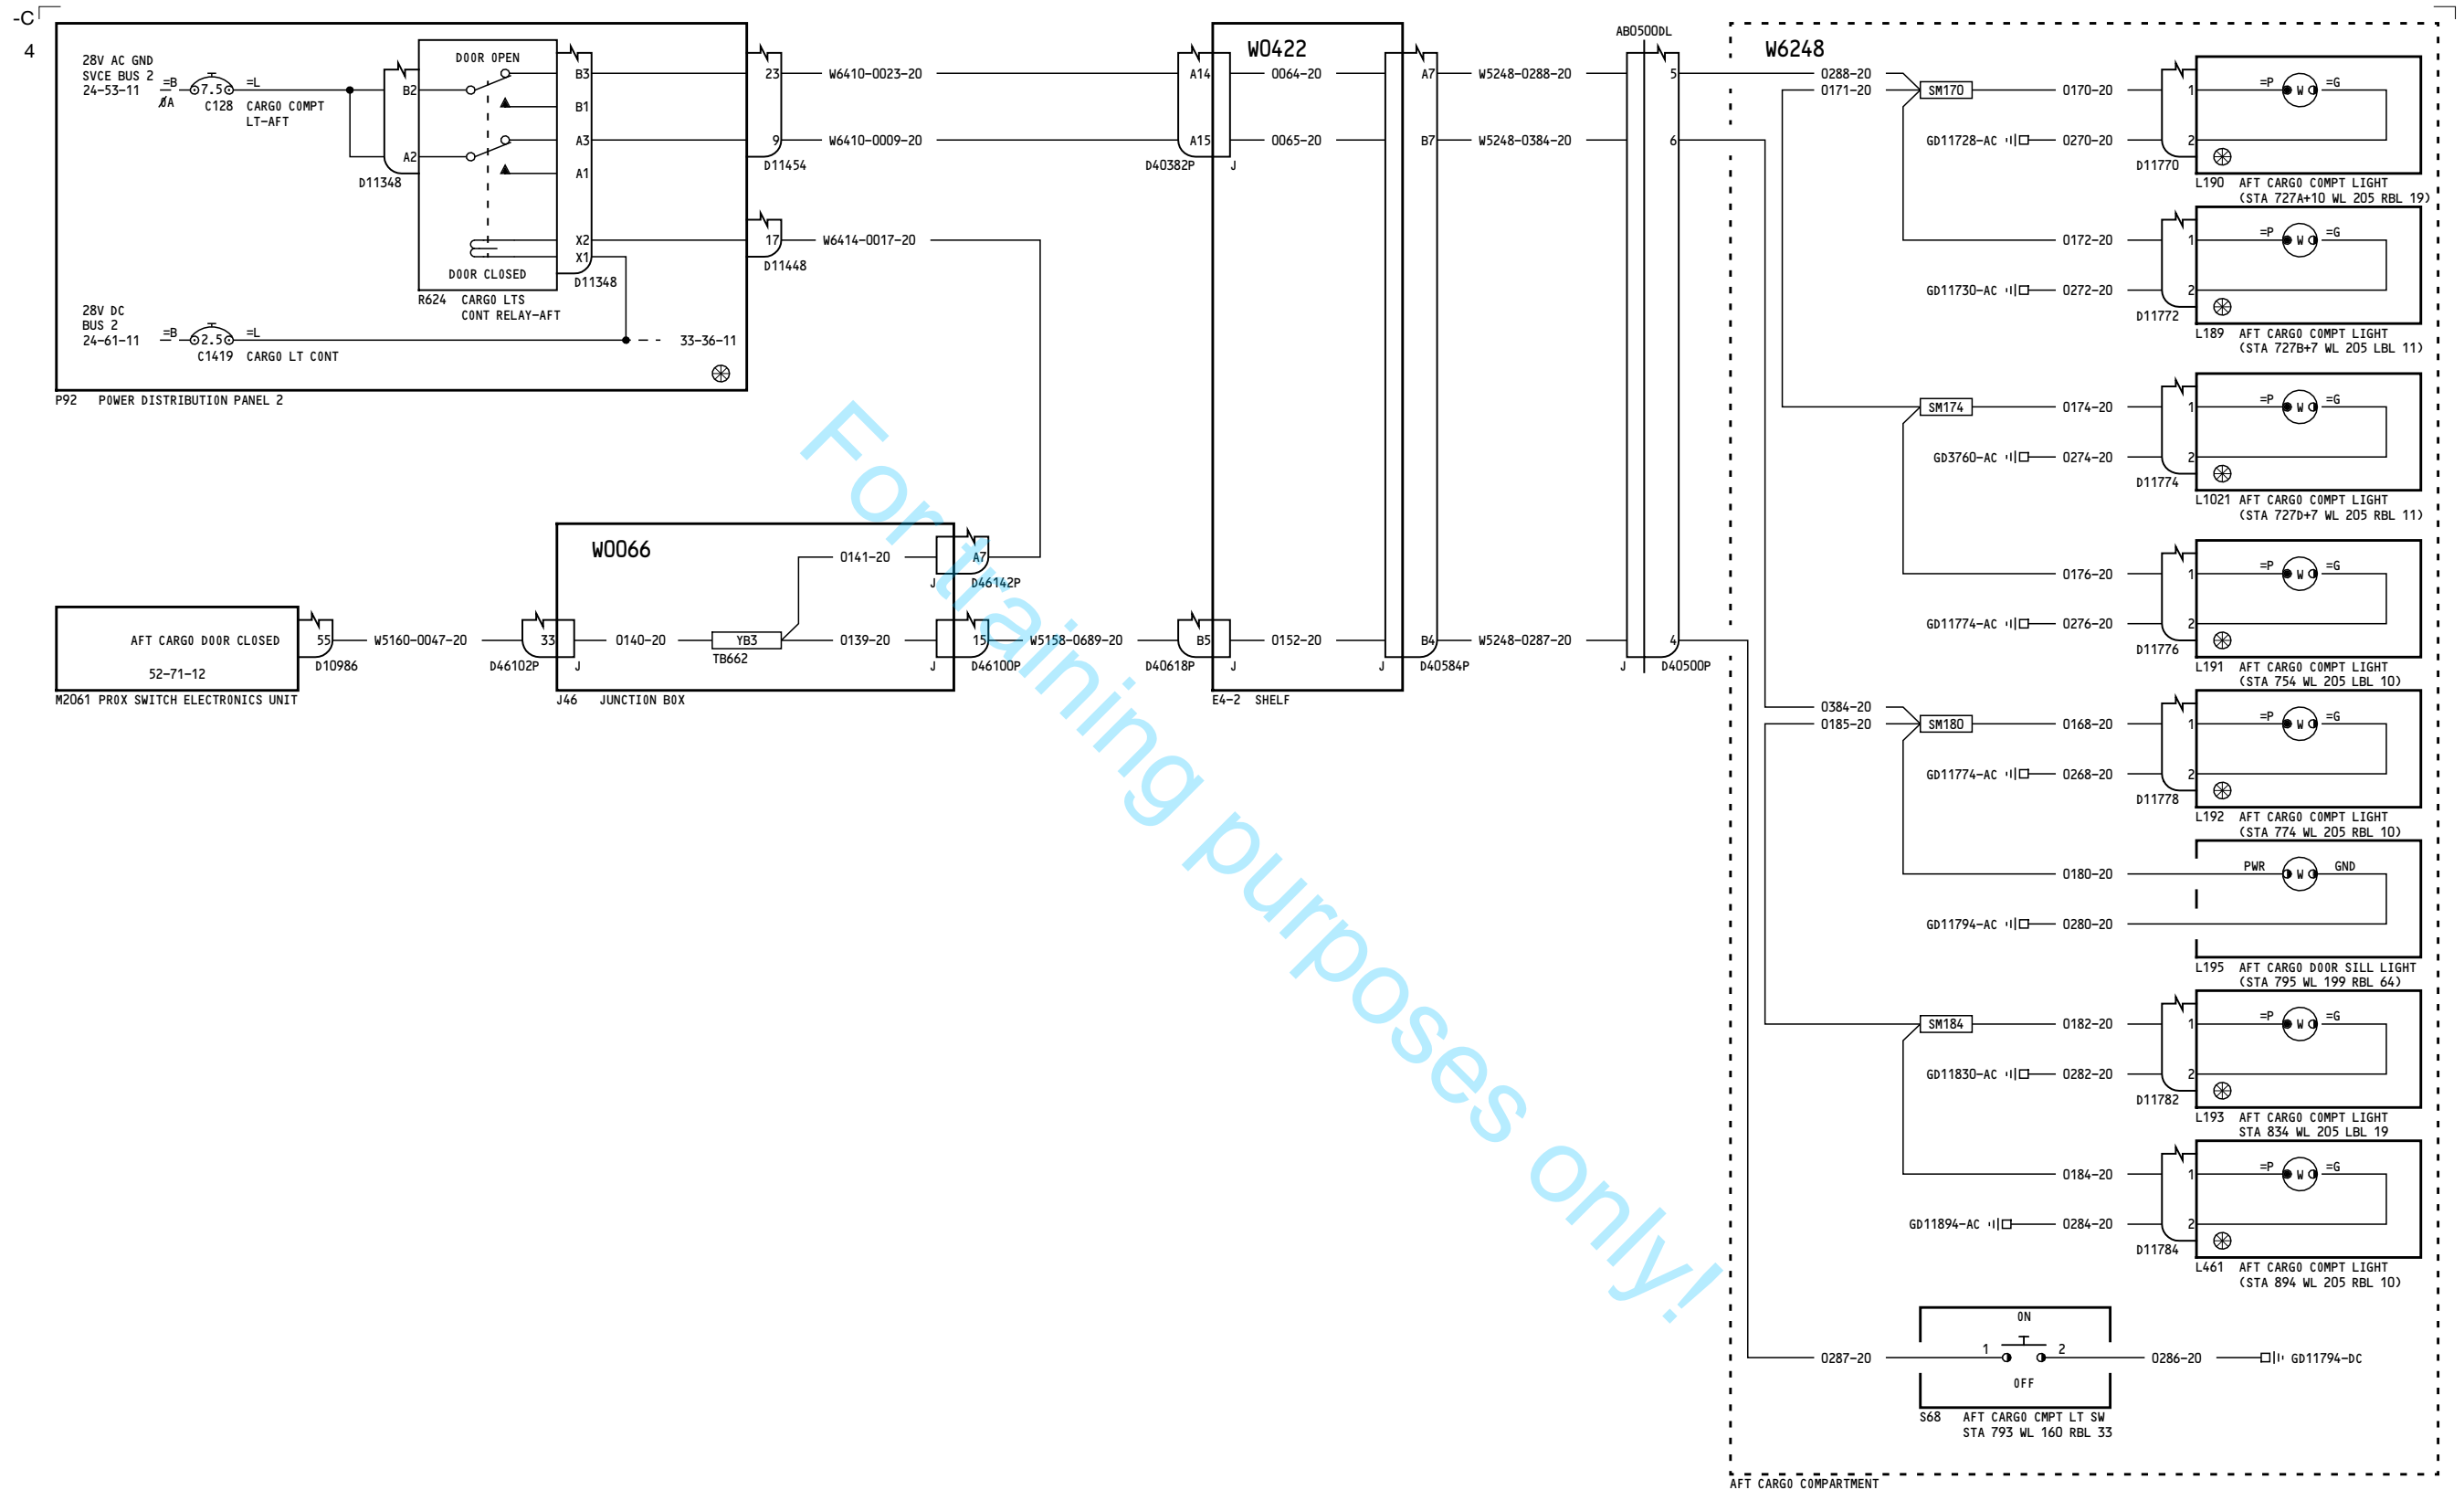 -C
4
28V AC GND
SVCE BUS 2
24-53-11
=B
7.5
=L
ØA
C128 CARGO COMPT
LT-AFT
B2
A2
D11348
DOOR OPEN
DOOR CLOSED
B3
B1
A3
A1
X2
X1
D11348
R624 CARGO LTS
CONT RELAY-AFT
28V DC
BUS 2
24-61-11
=B
2.5
=L
C1419 CARGO LT CONT
33-36-11
P92 POWER DISTRIBUTION PANEL 2
23
9
D11454
17
D11448
W6410-0023-20
W6410-0009-20
W6414-0017-20
AFT CARGO DOOR CLOSED
52-71-12
M2061 PROX SWITCH ELECTRONICS UNIT
55
D10986
W5160-0047-20
33
D46102P
J
W0066
0140-20
YB3
TB662
0141-20
0139-20
A7
J
D46142P
15
J
D46100P
J46 JUNCTION BOX
W5158-0689-20
A14
A15
D40382P
J
B5
D40618P
J
W0422
0064-20
0065-20
0152-20
A7
B7
B4
J
D40584P
E4-2 SHELF
W5248-0288-20
W5248-0384-20
W5248-0287-20
AB0500DL
5
6
4
J
D40500P
W6248
0288-20
0171-20
SM170
0170-20
1
=P
W
=G
GD11728-AC
0270-20
2
D11770
L190 AFT CARGO COMPT LIGHT
(STA 727A+10 WL 205 RBL 19)
0172-20
1
=P
W
=G
GD11730-AC
0272-20
2
D11772
L189 AFT CARGO COMPT LIGHT
(STA 727B+7 WL 205 LBL 11)
SM174
0174-20
1
=P
W
=G
GD3760-AC
0274-20
2
D11774
L1021 AFT CARGO COMPT LIGHT
(STA 727D+7 WL 205 RBL 11)
0176-20
1
=P
W
=G
GD11774-AC
0276-20
2
D11776
L191 AFT CARGO COMPT LIGHT
(STA 754 WL 205 LBL 10)
0384-20
0185-20
SM180
0168-20
1
=P
W
=G
GD11774-AC
0268-20
2
D11778
L192 AFT CARGO COMPT LIGHT
(STA 774 WL 205 RBL 10)
0180-20
PWR
W
GND
GD11794-AC
0280-20
L195 AFT CARGO DOOR SILL LIGHT
(STA 795 WL 199 RBL 64)
SM184
0182-20
1
=P
W
=G
GD11830-AC
0282-20
2
D11782
L193 AFT CARGO COMPT LIGHT
STA 834 WL 205 LBL 19
0184-20
1
=P
W
=G
GD11894-AC
0284-20
2
D11784
L461 AFT CARGO COMPT LIGHT
(STA 894 WL 205 RBL 10)
0287-20
ON
1
2
OFF
0286-20
GD11794-DC
S68 AFT CARGO CMPT LT SW
STA 793 WL 160 RBL 33
AFT CARGO COMPARTMENT
For training purposes only!